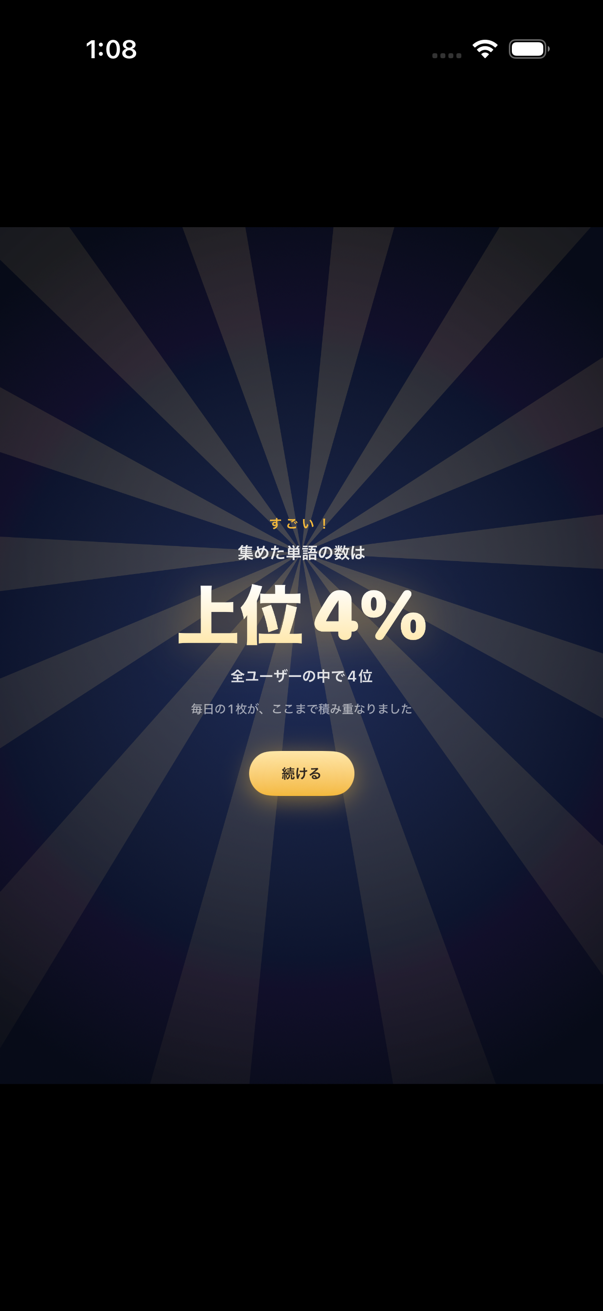 1:08
すごい！
集めた単語の数は
上位4%
全ユーザーの中で4位
毎日の1枚が、ここまで積み重なりました
続ける